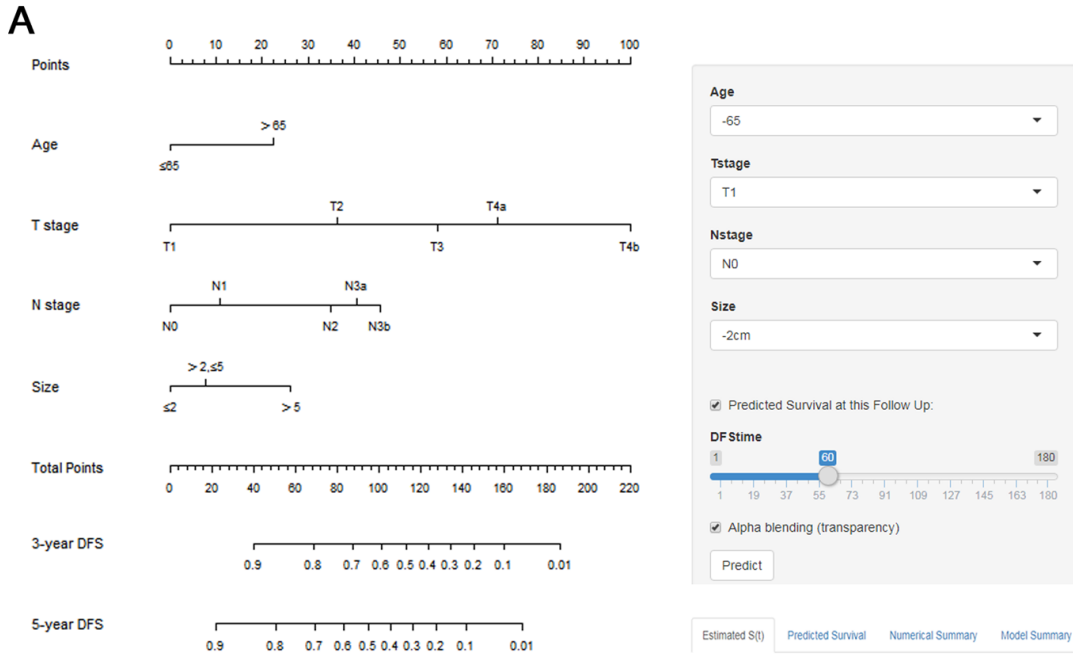 A
0 10 20 30 40 50 60 70 80 90 100
Points
>65
Age
≤65
T2 T4a
T stage
T1 T3 T4b
N1 N3a
N stage
N0 N2 N3b
>2,≤5
Size
≤2 >5
Total Points
0 20 40 60 80 100 120 140 160 180 200 220
3-year DFS
0.9 0.8 0.7 0.6 0.5 0.4 0.3 0.2 0.1 0.01
5-year DFS
0.9 0.8 0.7 0.6 0.5 0.4 0.3 0.2 0.1 0.01
Age
-65
Tstage
T1
Nstage
N0
Size
-2cm
Predicted Survival at this Follow Up:
DFStime
1 60 180
1 19 37 55 73 91 109 127 145 163 180
Alpha blending (transparency)
Predict
Estimated S(t) Predicted Survival Numerical Summary Model Summary